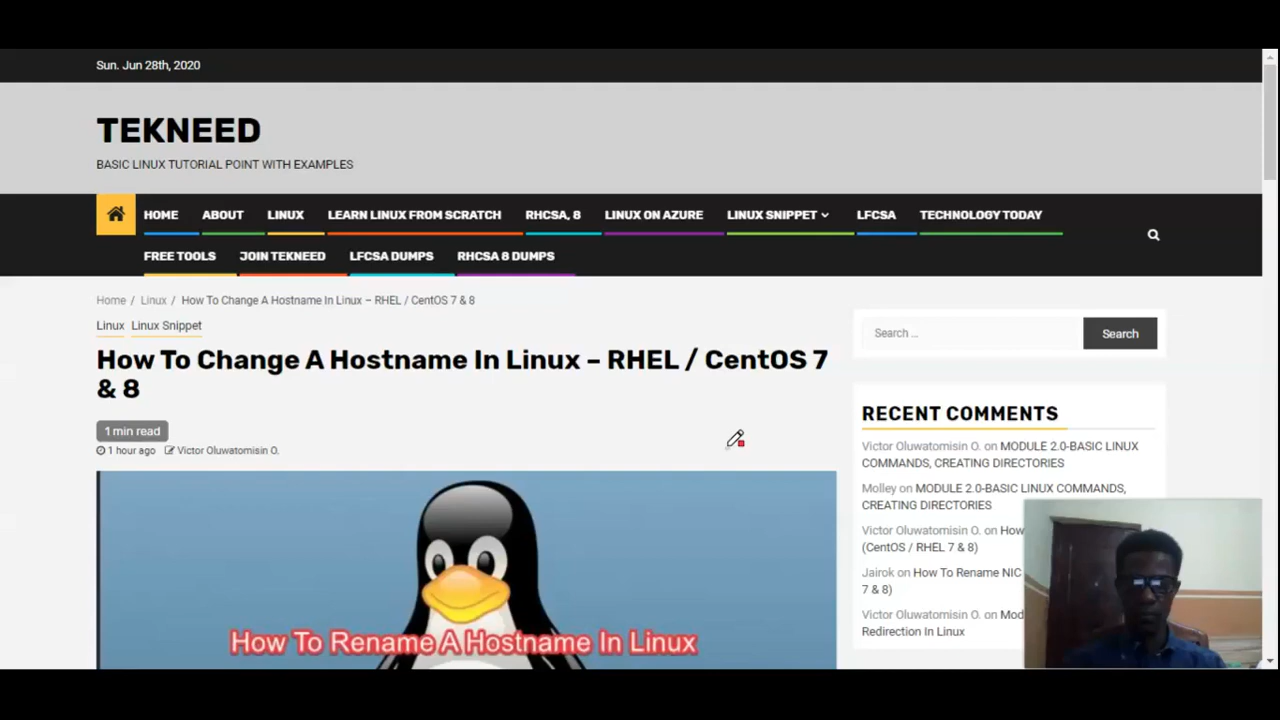 Sun. Jun 28th, 2020
TEKNEED
BASIC LINUX TUTORIAL POINT WITH EXAMPLES
HOME ABOUT LINUX LEARN LINUX FROM SCRATCH RHCSA, 8 LINUX ON AZURE LINUX SNIPPET LFCSA TECHNOLOGY TODAY
FREE TOOLS JOIN TEKNEED LFCSA DUMPS RHCSA 8 DUMPS
Home / Linux / How To Change A Hostname In Linux – RHEL / CentOS 7 & 8
Linux Linux Snippet
How To Change A Hostname In Linux – RHEL / CentOS 7
& 8
1 min read
1 hour ago Victor Oluwatomisin O.
How To Rename A Hostname In Linux
Search ... Search
RECENT COMMENTS
Victor Oluwatomisin O. on MODULE 2.0-BASIC LINUX
COMMANDS, CREATING DIRECTORIES
Molley on MODULE 2.0-BASIC LINUX COMMANDS,
CREATING DIRECTORIES
Victor Oluwatomisin O. on How
(CentOS / RHEL 7 & 8)
Jairok on How To Rename NIC
7 & 8)
Victor Oluwatomisin O. on Mod
Redirection In Linux